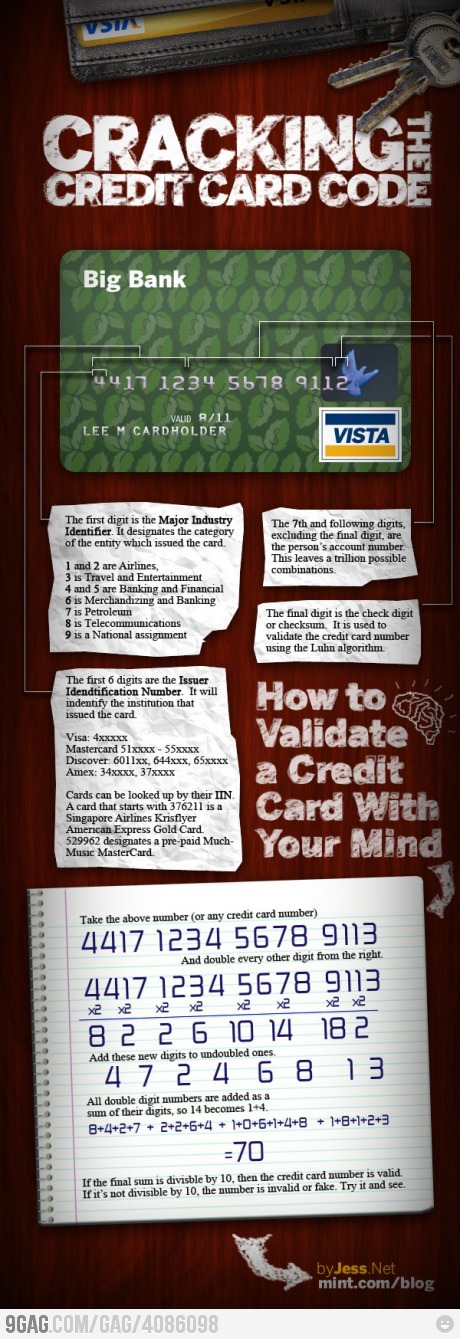 VISA
CRACKING THE
CREDIT CARD CODE
Big Bank
4417 1234 5678 9112
VALID 8/11
LEE M CARDHOLDER
VISTA
The first digit is the Major Industry
Identifier. It designates the category
of the entity which issued the card.
1 and 2 are Airlines,
3 is Travel and Entertainment
4 and 5 are Banking and Financial
6 is Merchandizing and Banking
7 is Petroleum
8 is Telecommunications
9 is a National assignment
The 7th and following digits,
excluding the final digit, are
the person's account number.
This leaves a trillion possible
combinations.
The final digit is the check digit
or checksum. It is used to
validate the credit card number
using the Luhn algorithm.
The first 6 digits are the Issuer
Idendtification Number. It will
indentify the institution that
issued the card.
Visa: 4xxxxx
Mastercard 51xxxx - 55xxxx
Discover: 6011xx, 644xxx, 65xxxx
Amex: 34xxxx, 37xxxx
Cards can be looked up by their IIN.
A card that starts with 376211 is a
Singapore Airlines Krisflyer
American Express Gold Card.
529962 designates a pre-paid Much-
Music MasterCard.
How to
Validate
a Credit
Card With
Your Mind
Take the above number (or any credit card number)
4417 1234 5678 9113
And double every other digit from the right.
4417 1234 5678 9113
x2 x2 x2 x2 x2 x2 x2 x2
8 2 2 6 10 14 18 2
Add these new digits to undoubled ones.
4 7 2 4 6 8 1 3
All double digit numbers are added as a
sum of their digits, so 14 becomes 1+4.
8+4+2+7 + 2+2+6+4 + 1+0+6+1+4+8 + 1+8+1+2+3
=70
If the final sum is divisble by 10, then the credit card number is valid.
If it's not divisible by 10, the number is invalid or fake. Try it and see.
byJess.Net
mint.com/blog
9GAG.COM/GAG/4086098